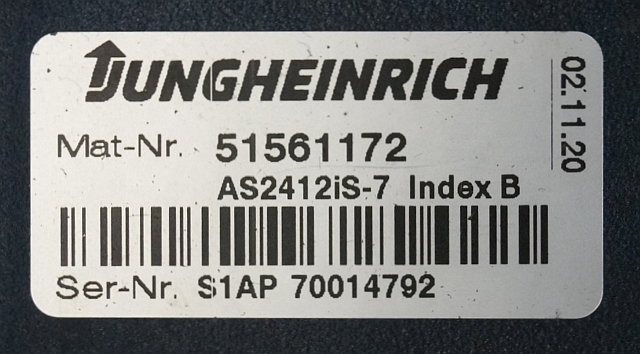 JUNGHEINRICH
Mat-Nr. 51561172
AS2412iS-7 Index B
Ser-Nr. S1AP 70014792
02.11.20